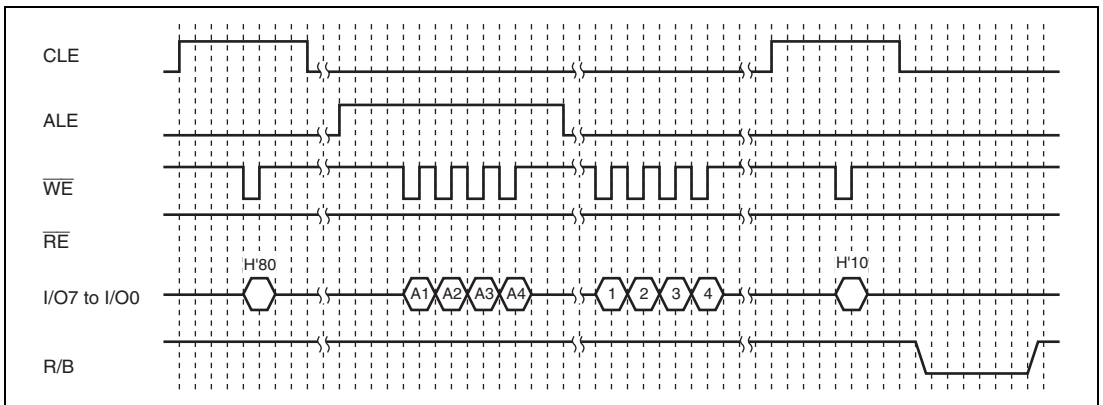 CLE
ALE
WE
RE
H'80
H'10
I/O7 to I/O0
A1 A2 A3 A4
1 2 3 4
R/B